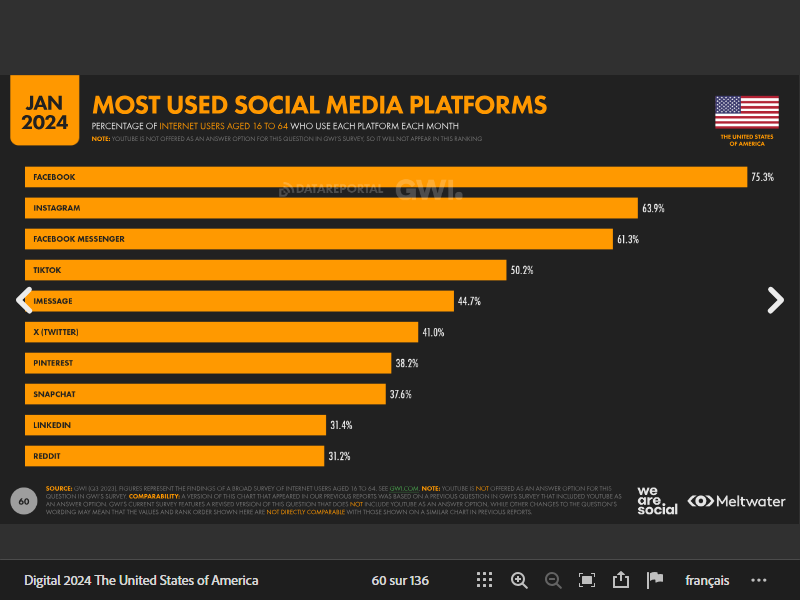 JAN
2024
MOST USED SOCIAL MEDIA PLATFORMS
PERCENTAGE OF INTERNET USERS AGED 16 TO 64 WHO USE EACH PLATFORM EACH MONTH
NOTE: YOUTUBE IS NOT OFFERED AS AN ANSWER OPTION FOR THIS QUESTION IN GWI'S SURVEY, SO IT WILL NOT APPEAR IN THIS RANKING
THE UNITED STATES
OF AMERICA
FACEBOOK 75.3%
DATAREPORTAL GWI.
INSTAGRAM 63.9%
FACEBOOK MESSENGER 61.3%
TIKTOK 50.2%
IMESSAGE 44.7%
X (TWITTER) 41.0%
PINTEREST 38.2%
SNAPCHAT 37.6%
LINKEDIN 31.4%
REDDIT 31.2%
60
SOURCE: GWI (Q3 2023). FIGURES REPRESENT THE FINDINGS OF A BROAD SURVEY OF INTERNET USERS AGED 16 TO 64. SEE GWI.COM. NOTE: YOUTUBE IS NOT OFFERED AS AN ANSWER OPTION FOR THIS
QUESTION IN GWI'S SURVEY. COMPARABILITY: A VERSION OF THIS CHART THAT APPEARED IN OUR PREVIOUS REPORTS WAS BASED ON A PREVIOUS QUESTION IN GWI'S SURVEY THAT INCLUDED YOUTUBE AS
AN ANSWER OPTION. GWI'S CURRENT SURVEY FEATURES A REVISED VERSION OF THIS QUESTION THAT DOES NOT INCLUDE YOUTUBE AS AN ANSWER OPTION, WHILE OTHER CHANGES TO THE QUESTION'S
WORDING MAY MEAN THAT THE VALUES AND RANK ORDER SHOWN HERE ARE NOT DIRECTLY COMPARABLE WITH THOSE SHOWN ON A SIMILAR CHART IN PREVIOUS REPORTS.
we
are.
social
Meltwater
Digital 2024 The United States of America
60 sur 136
français